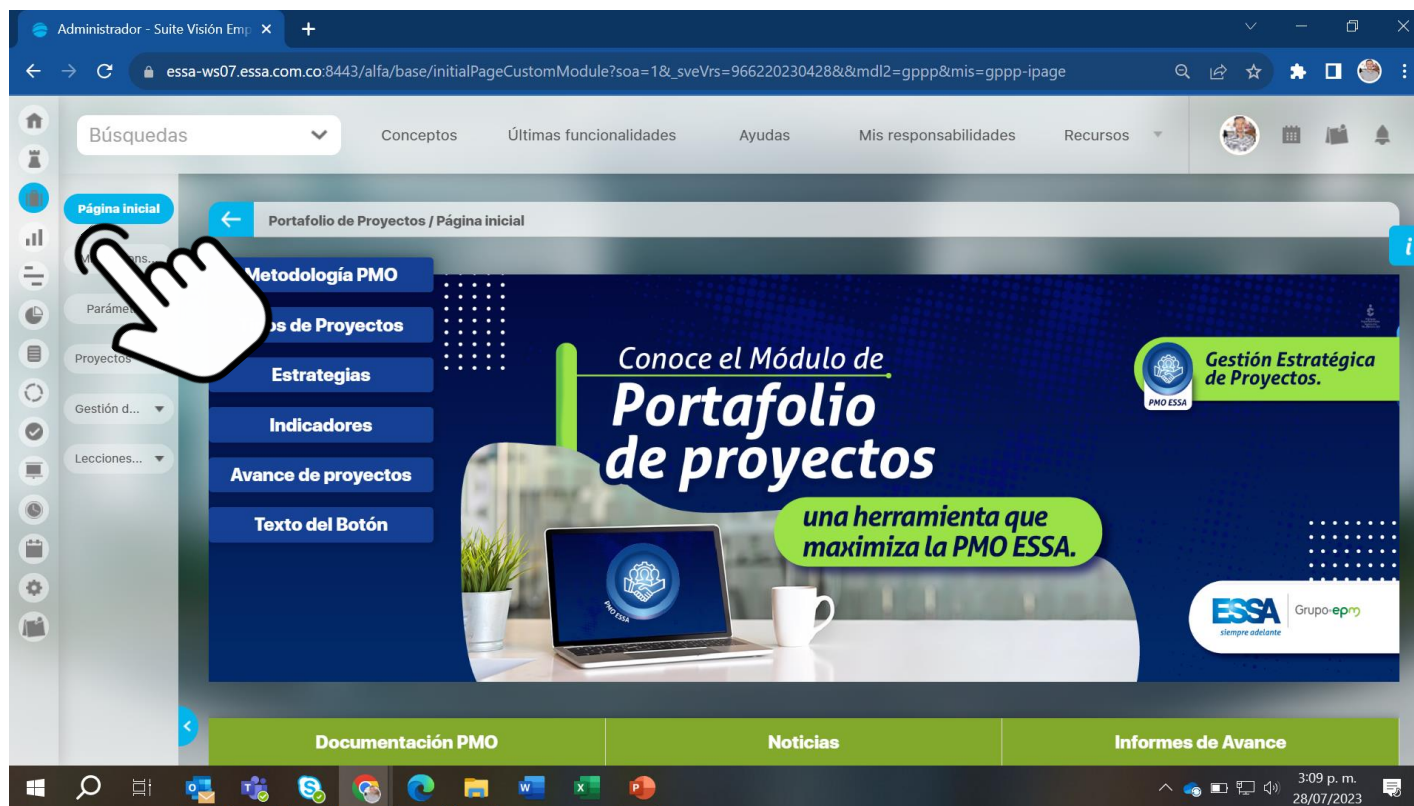 Administrador - Suite Visión Emp
essa-ws07.essa.com.co:8443/alfa/base/initialPageCustomModule?soa=1&_sveVrs=966220230428&&mdl2=gppp&mis=gppp-ipage
Búsquedas
Conceptos
Últimas funcionalidades
Ayudas
Mis responsabilidades
Recursos
Página inicial
Parámet
Proyectos
Gestión d...
Lecciones...
Portafolio de Proyectos / Página inicial
Metodología PMO
os de Proyectos
Estrategias
Indicadores
Avance de proyectos
Texto del Botón
Conoce el Módulo de
Portafolio
de proyectos
una herramienta que
maximiza la PMO ESSA.
PMO ESSA
Gestión Estratégica
de Proyectos.
PMO ESSA
ESSA
siempre adelante
Grupo·epm
i
Documentación PMO
Noticias
Informes de Avance
3:09 p. m.
28/07/2023